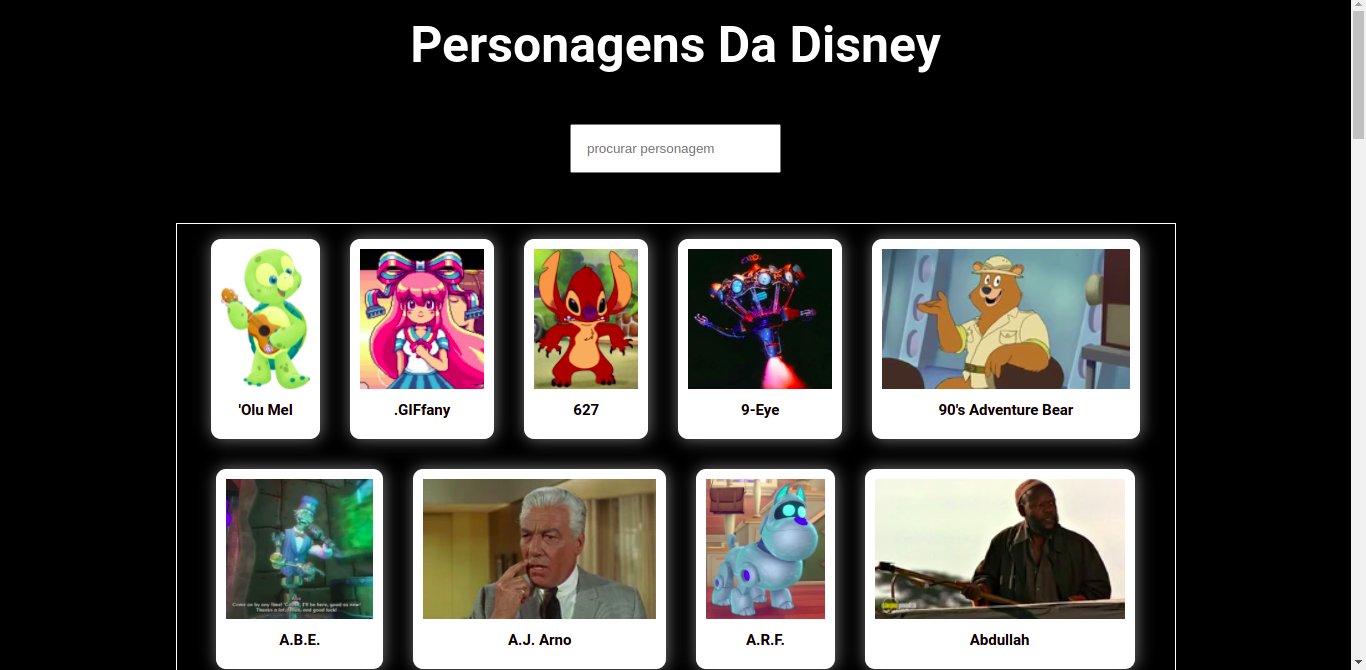 Personagens Da Disney
procurar personagem
'Olu Mel
.GIFfany
627
9-Eye
90's Adventure Bear
A.B.E.
A.J. Arno
A.R.F.
Abdullah